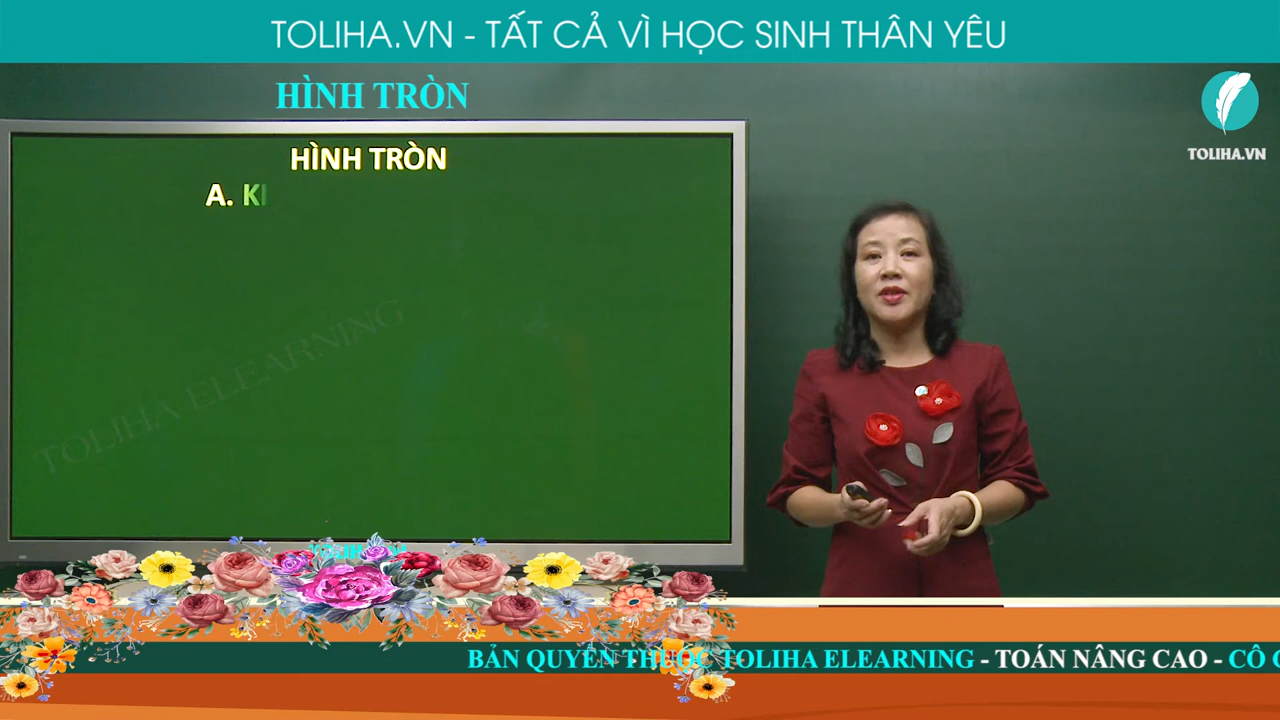 TOLIHA.VN - TẤT CẢ VÌ HỌC SINH THÂN YÊU
HÌNH TRÒN
TOLIHA.VN
HÌNH TRÒN
A. KI
TOLIHA ELEARNING
BẢN QUYỀN THUỘC TOLIHA ELEARNING - TOÁN NÂNG CAO - CÔ